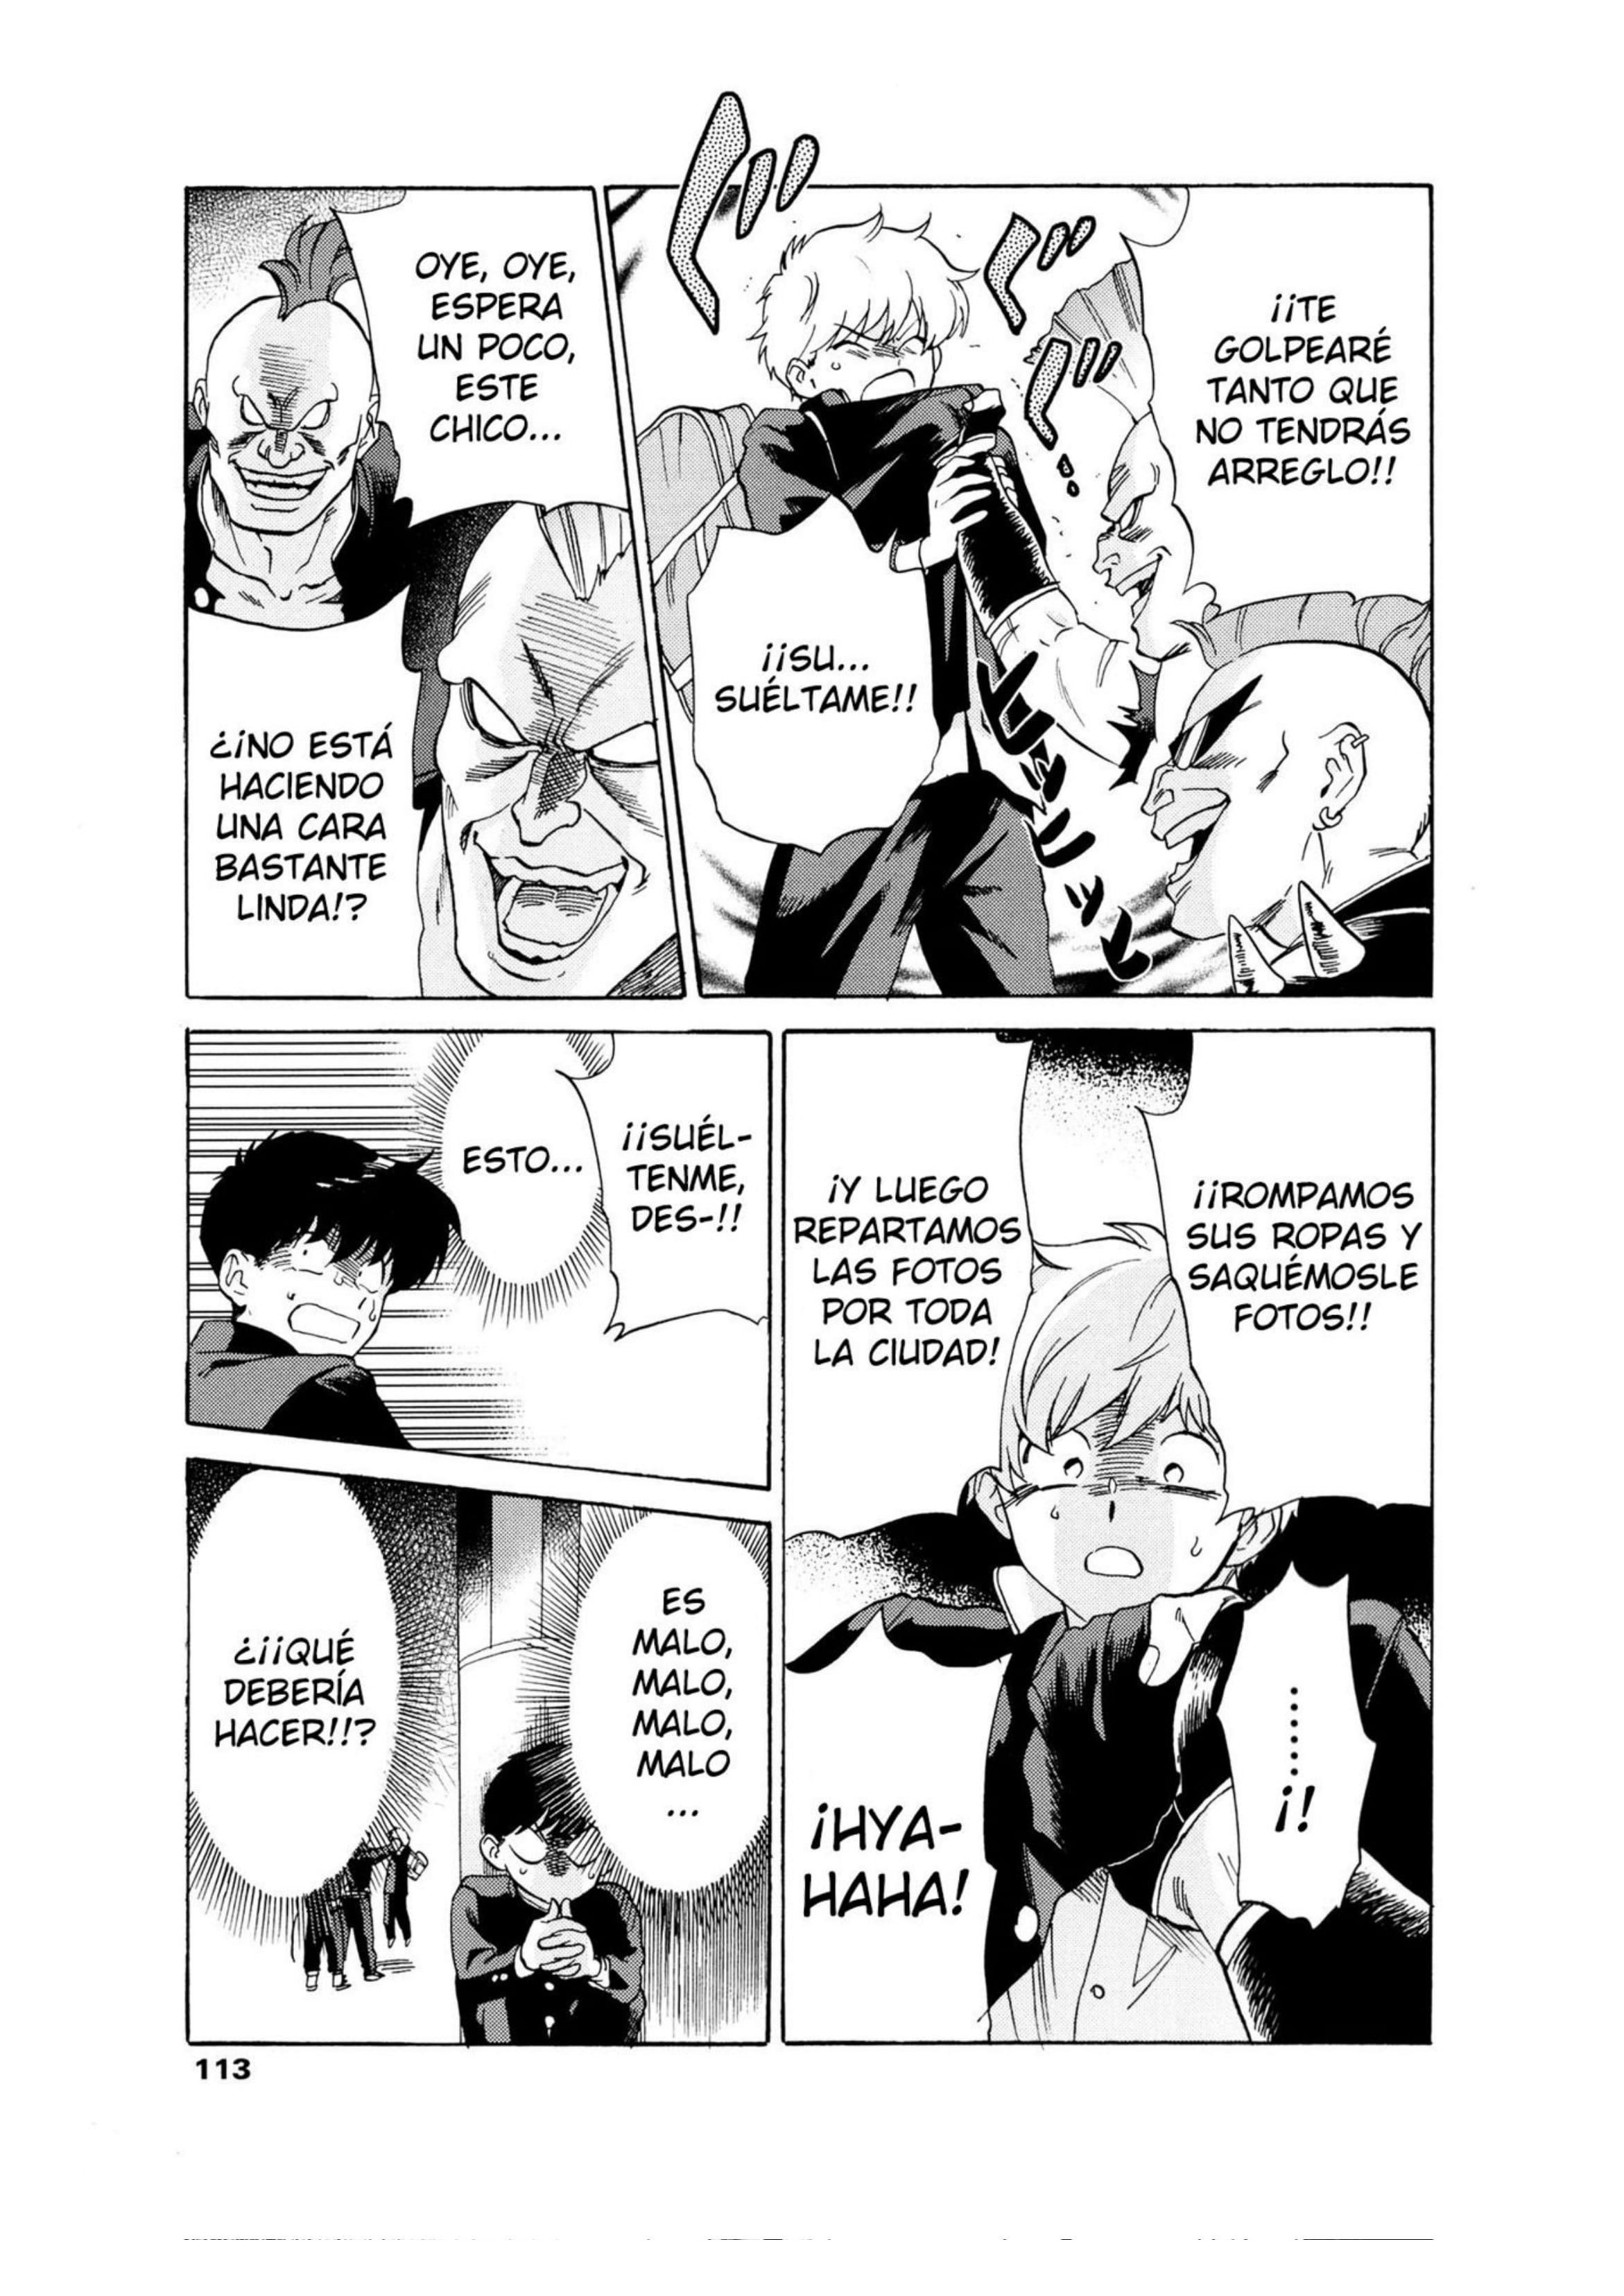 ¡¡TE
GOLPEARÉ
TANTO QUE
NO TENDRÁS
ARREGLO!!
¡¡SU...
SUÉLTAME!!
OYE, OYE,
ESPERA
UN POCO,
ESTE
CHICO...
¿¡NO ESTÁ
HACIENDO
UNA CARA
BASTANTE
LINDA!?
¡¡ROMPAMOS
SUS ROPAS Y
SAQUÉMOSLE
FOTOS!!
¡Y LUEGO
REPARTAMOS
LAS FOTOS
POR TODA
LA CIUDAD!
......¡!
¡HYA-
HAHA!
¡¡SUÉL-
TENME,
DES-!!
ESTO...
ES
MALO,
MALO,
MALO,
MALO
...
¿¡¡QUÉ
DEBERÍA
HACER!!?
113